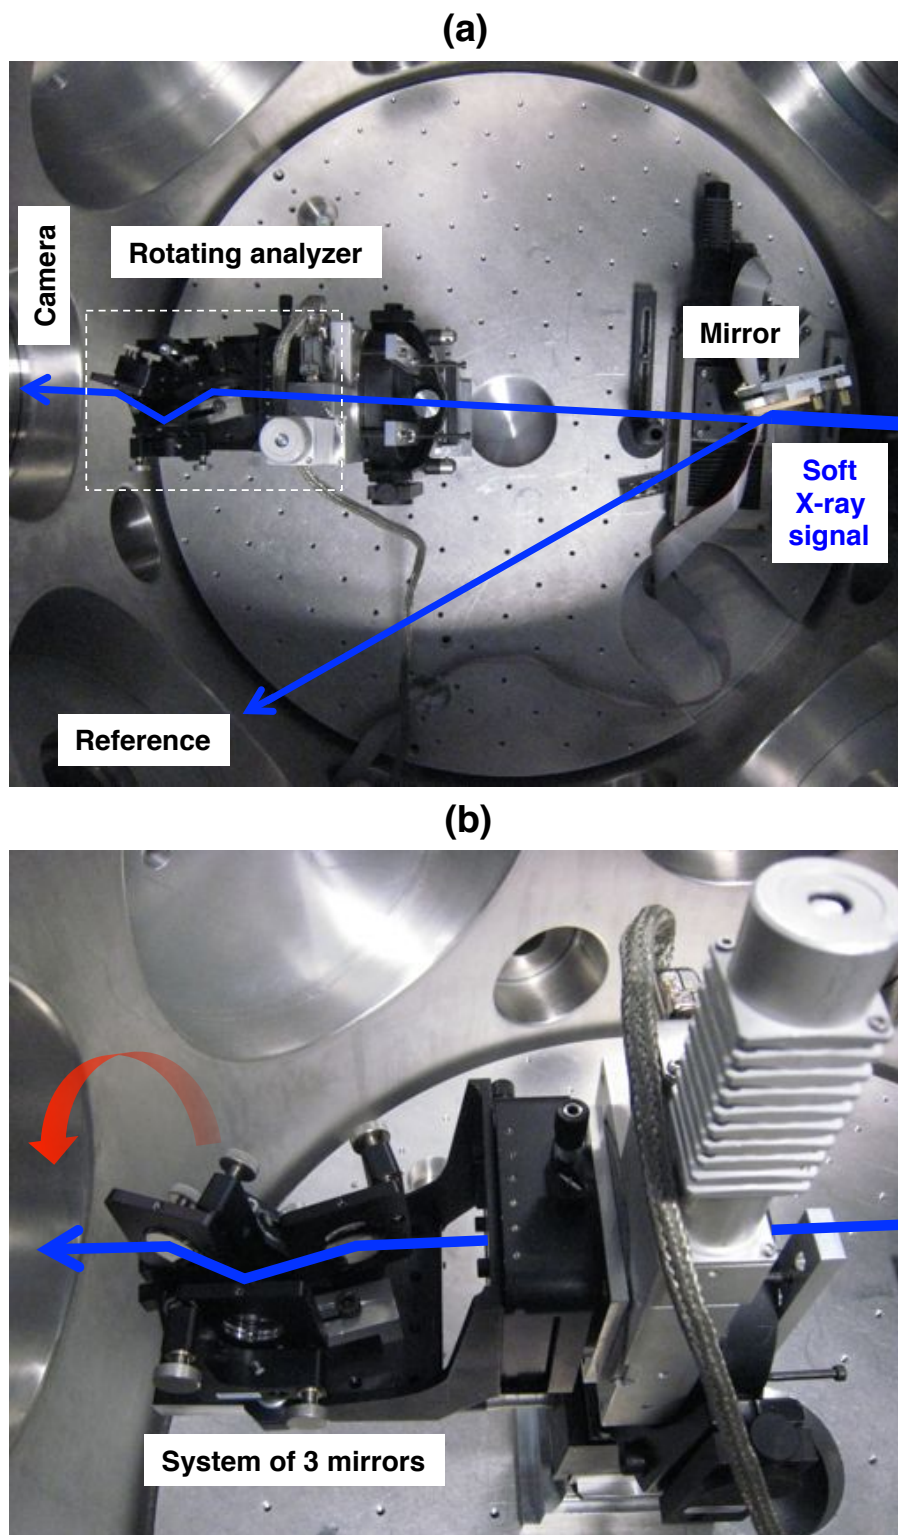 (a)
Camera
Rotating analyzer
Mirror
Soft
X-ray
signal
Reference
(b)
System of 3 mirrors